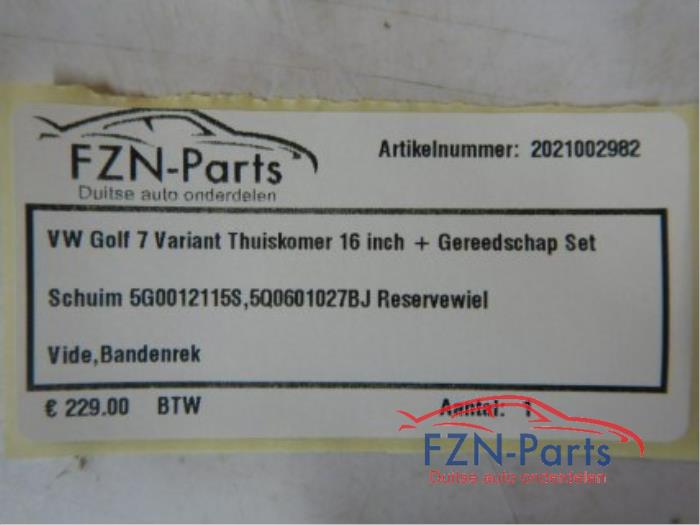 FZN-Parts
Duitse auto onderdelen
Artikelnummer: 2021002982
VW Golf 7 Variant Thuiskomer 16 inch + Gereedschap Set
Schuim 5G0012115S,5Q0601027BJ Reservewiel
Vide,Bandenrek
€ 229.00 BTW
Aantal: 1
FZN-Parts
Duitse auto onderdelen